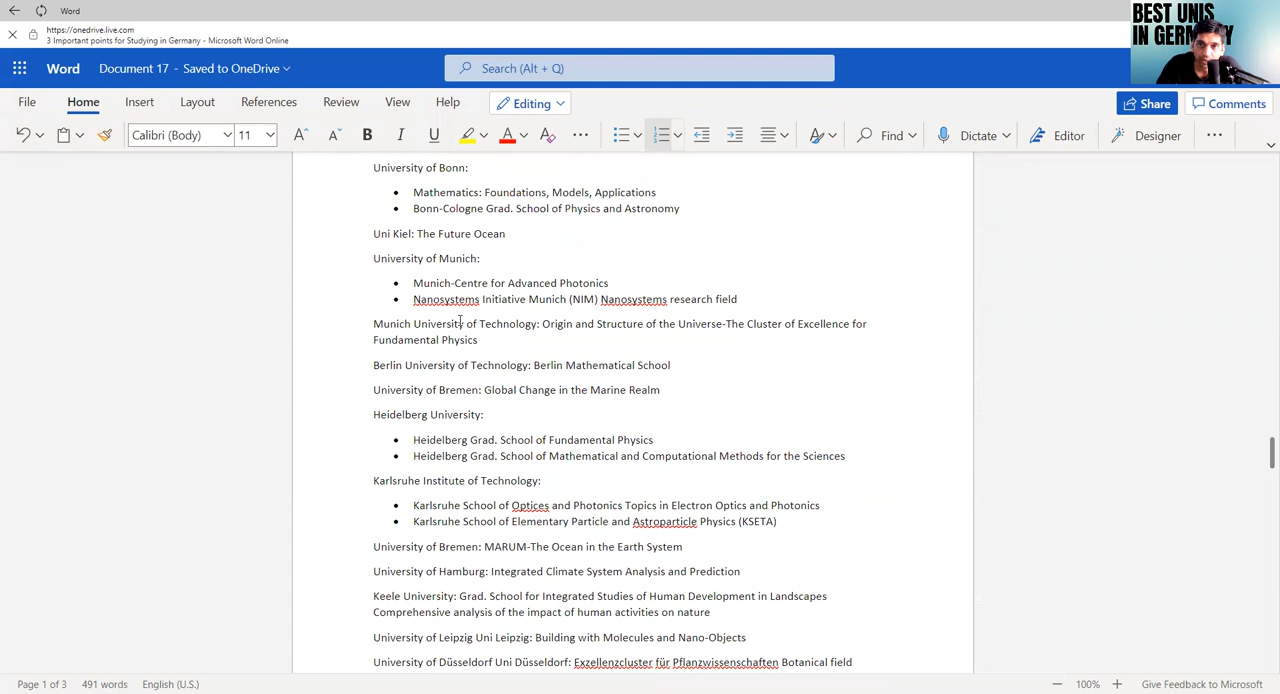 Word
https://onedrive.live.com
3 Important points for Studying in Germany - Microsoft Word Online
BEST UNIS
IN GERMANY
Word Document 17 - Saved to OneDrive Search (Alt + Q)
File Home Insert Layout References Review View Help Editing Share Comments
Calibri (Body) 11 A A B I U A A Find Dictate Editor Designer
University of Bonn:
• Mathematics: Foundations, Models, Applications
• Bonn-Cologne Grad. School of Physics and Astronomy
Uni Kiel: The Future Ocean
University of Munich:
• Munich-Centre for Advanced Photonics
• Nanosystems Initiative Munich (NIM) Nanosystems research field
Munich University of Technology: Origin and Structure of the Universe-The Cluster of Excellence for
Fundamental Physics
Berlin University of Technology: Berlin Mathematical School
University of Bremen: Global Change in the Marine Realm
Heidelberg University:
• Heidelberg Grad. School of Fundamental Physics
• Heidelberg Grad. School of Mathematical and Computational Methods for the Sciences
Karlsruhe Institute of Technology:
• Karlsruhe School of Optices and Photonics Topics in Electron Optics and Photonics
• Karlsruhe School of Elementary Particle and Astroparticle Physics (KSETA)
University of Bremen: MARUM-The Ocean in the Earth System
University of Hamburg: Integrated Climate System Analysis and Prediction
Keele University: Grad. School for Integrated Studies of Human Development in Landscapes
Comprehensive analysis of the impact of human activities on nature
University of Leipzig Uni Leipzig: Building with Molecules and Nano-Objects
University of Düsseldorf Uni Düsseldorf: Exzellenzcluster für Pflanzwissenschaften Botanical field
Page 1 of 3 491 words English (U.S.) 100% Give Feedback to Microsoft